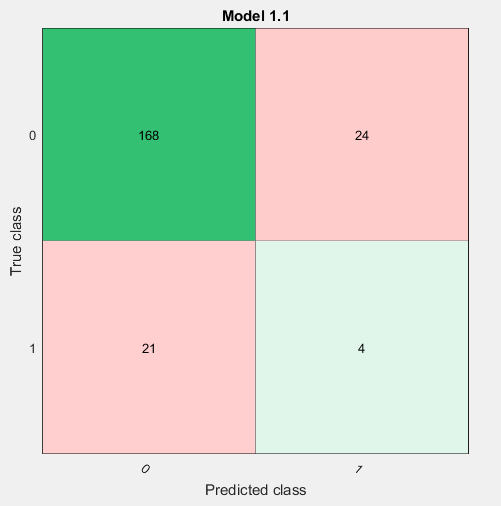 Model 1.1
0
168
24
True class
1
21
4
0
1
Predicted class